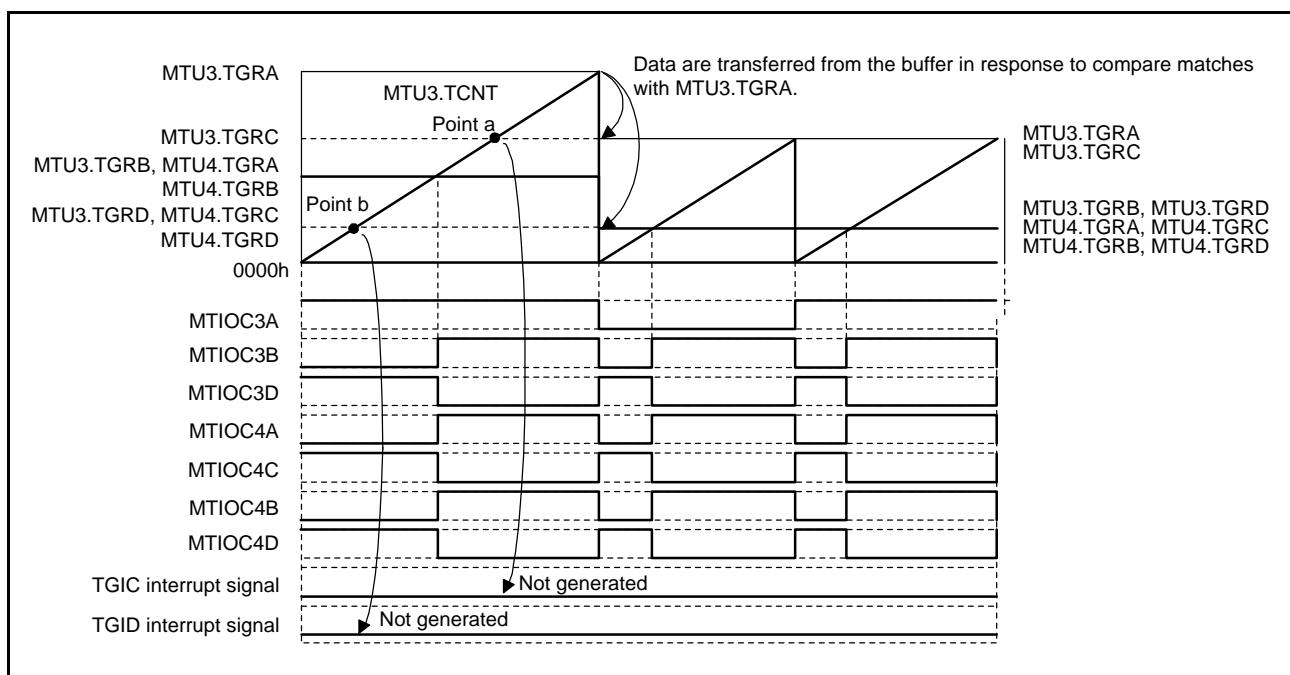 Data are transferred from the buffer in response to compare matches
with MTU3.TGRA.
MTU3.TGRA
MTU3.TCNT
Point a
MTU3.TGRC
MTU3.TGRB, MTU4.TGRA
MTU4.TGRB
Point b
MTU3.TGRD, MTU4.TGRC
MTU4.TGRD
0000h
MTU3.TGRA
MTU3.TGRC
MTU3.TGRB, MTU3.TGRD
MTU4.TGRA, MTU4.TGRC
MTU4.TGRB, MTU4.TGRD
MTIOC3A
MTIOC3B
MTIOC3D
MTIOC4A
MTIOC4C
MTIOC4B
MTIOC4D
TGIC interrupt signal
Not generated
TGID interrupt signal
Not generated